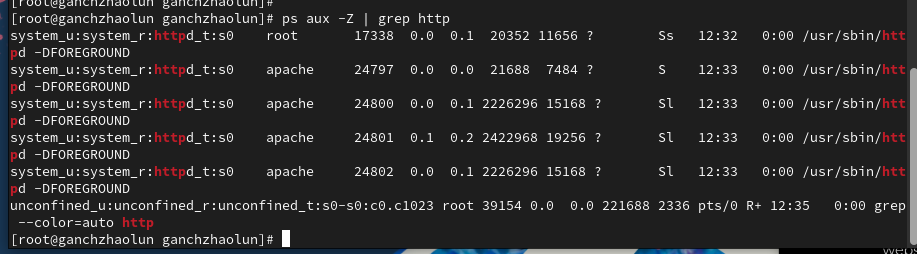 [root@ganchzhaolun ganchzhaolun]#
[root@ganchzhaolun ganchzhaolun]# ps aux -Z | grep http
system_u:system_r:httpd_t:s0    root       17338  0.0  0.1  20352 11656 ?        Ss   12:32   0:00 /usr/sbin/htt
pd -DFOREGROUND
system_u:system_r:httpd_t:s0    apache     24797  0.0  0.0  21688  7484 ?        S    12:33   0:00 /usr/sbin/htt
pd -DFOREGROUND
system_u:system_r:httpd_t:s0    apache     24800  0.0  0.1 2226296 15168 ?       Sl   12:33   0:00 /usr/sbin/htt
pd -DFOREGROUND
system_u:system_r:httpd_t:s0    apache     24801  0.1  0.2 2422968 19256 ?       Sl   12:33   0:00 /usr/sbin/htt
pd -DFOREGROUND
system_u:system_r:httpd_t:s0    apache     24802  0.0  0.1 2226296 15168 ?       Sl   12:33   0:00 /usr/sbin/htt
pd -DFOREGROUND
unconfined_u:unconfined_r:unconfined_t:s0-s0:c0.c1023 root 39154 0.0  0.0 221688 2336 pts/0 R+ 12:35   0:00 grep
 --color=auto http
[root@ganchzhaolun ganchzhaolun]#